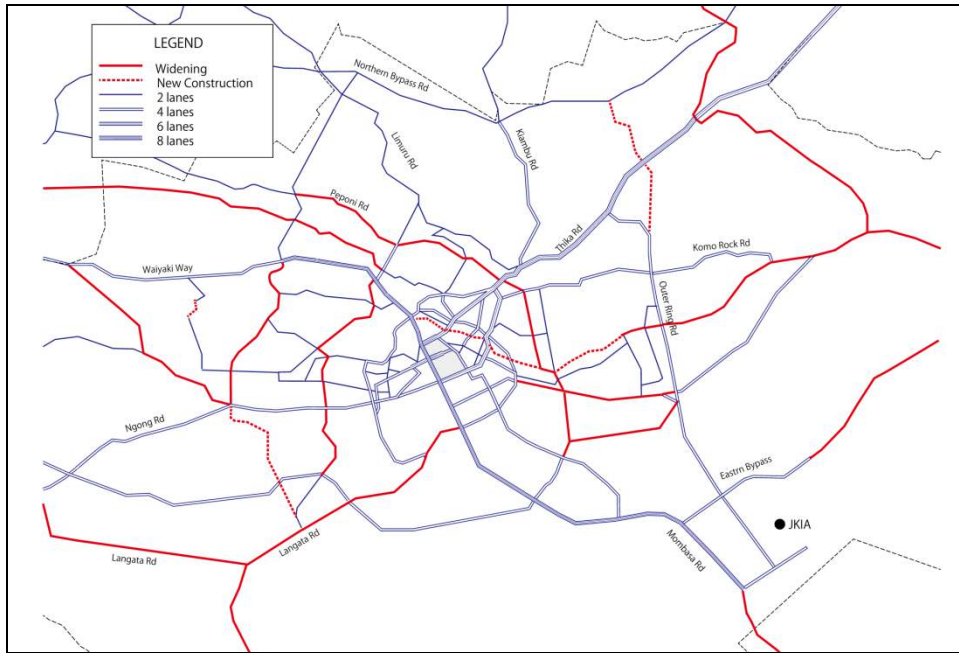 LEGEND
Widening
New Construction
2 lanes
4 lanes
6 lanes
8 lanes
Northern Bypass Rd
Limuru Rd
Kiambu Rd
Peponi Rd
Thika Rd
Komo Rock Rd
Waiyaki Way
Outer Ring Rd
Ngong Rd
Eastrn Bypass
JKIA
Langata Rd
Mombasa Rd
Langata Rd